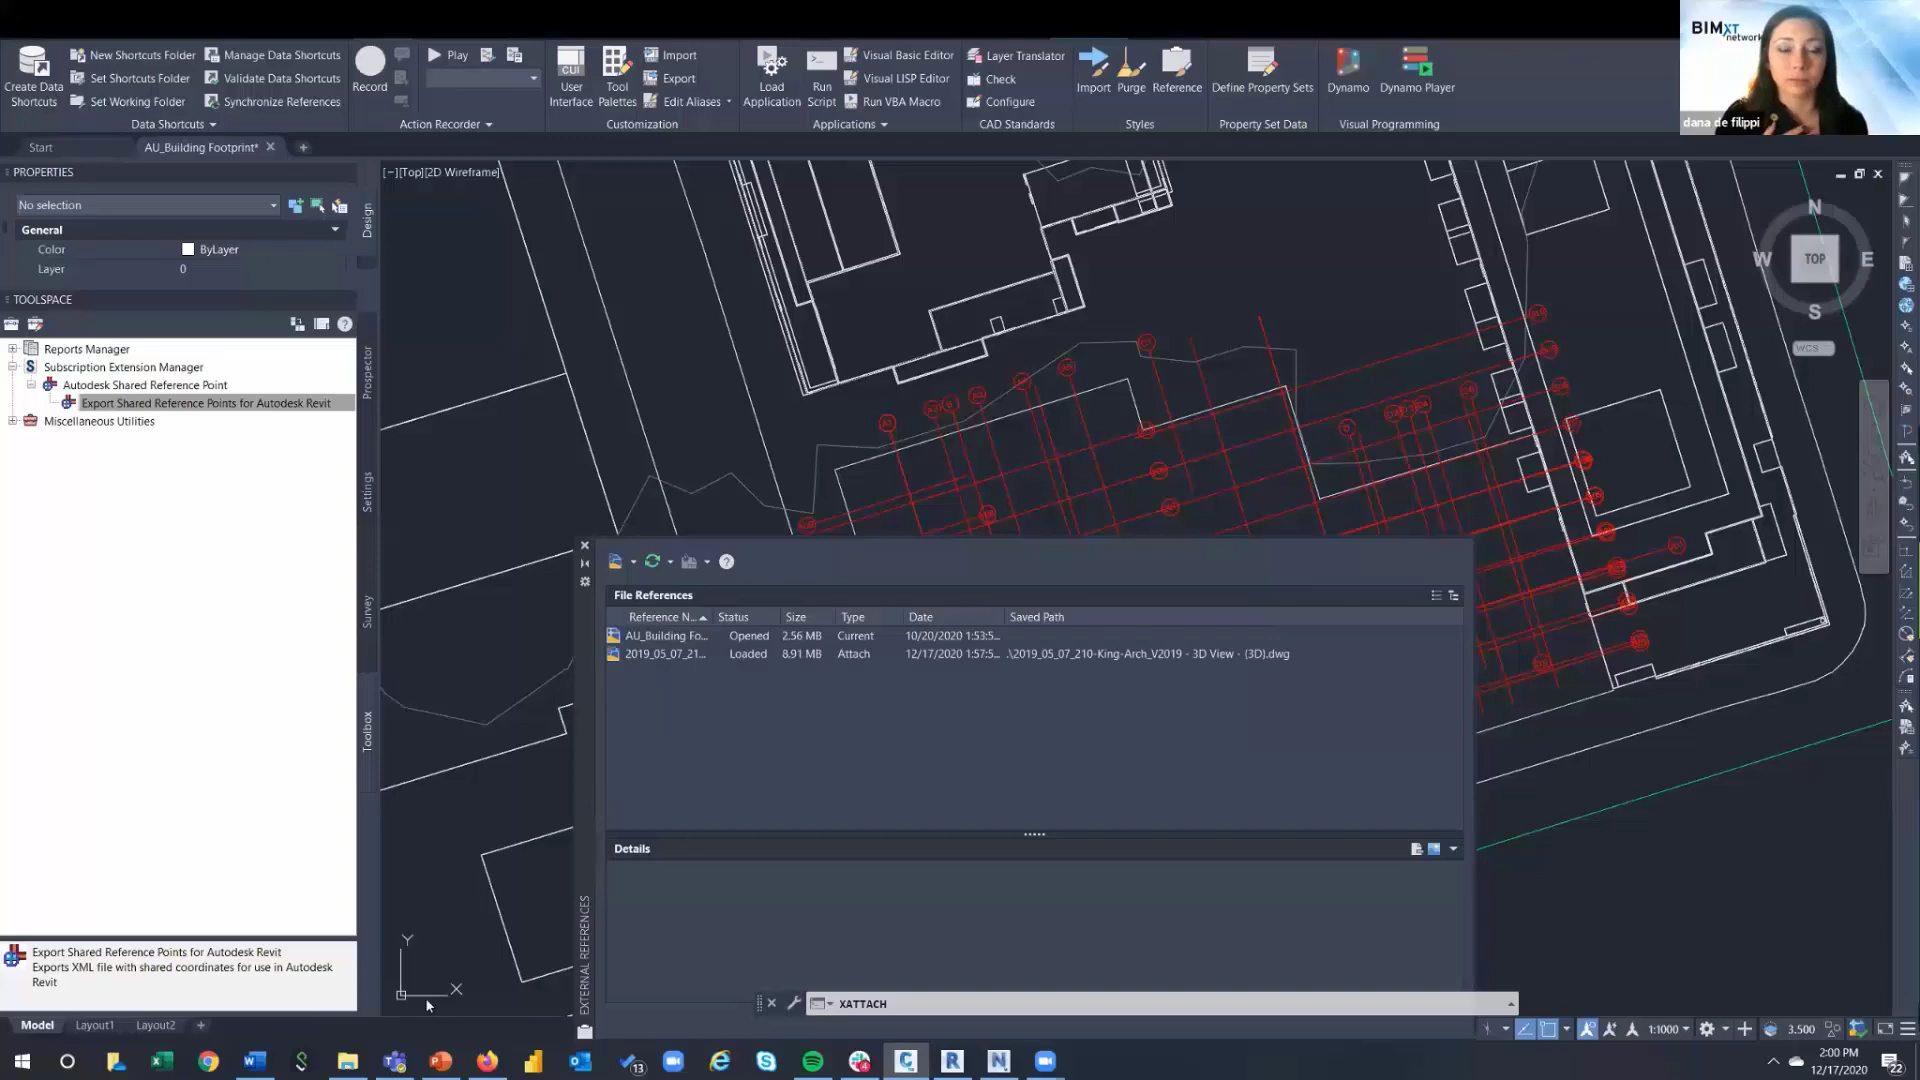 BIMxt
network
dana de filippi
Create Data
Shortcuts
New Shortcuts Folder
Set Shortcuts Folder
Set Working Folder
Manage Data Shortcuts
Validate Data Shortcuts
Synchronize References
Data Shortcuts
Record
Play
Action Recorder
CUI
User
Interface
Tool
Palettes
Import
Export
Edit Aliases
Customization
Load
Application
Run
Script
Visual Basic Editor
Visual LISP Editor
Run VBA Macro
Applications
Layer Translator
Check
Configure
CAD Standards
Import
Purge
Reference
Styles
Define Property Sets
Property Set Data
Dynamo
Dynamo Player
Visual Programming
Start
AU_Building Footprint*
PROPERTIES
No selection
General
Color
ByLayer
Layer
0
Design
TOOLSPACE
Reports Manager
Subscription Extension Manager
Autodesk Shared Reference Point
Export Shared Reference Points for Autodesk Revit
Miscellaneous Utilities
Prospector
Settings
Survey
Toolbox
Export Shared Reference Points for Autodesk Revit
Exports XML file with shared coordinates for use in Autodesk
Revit
[−][Top][2D Wireframe]
N
W
TOP
E
S
WCS
Y
X
EXTERNAL REFERENCES
File References
Reference N...
Status
Size
Type
Date
Saved Path
AU_Building Fo...
Opened
2.56 MB
Current
10/20/2020 1:53:5...
2019_05_07_21...
Loaded
8.91 MB
Attach
12/17/2020 1:57:5...
.\2019_05_07_210-King-Arch_V2019 - 3D View - {3D}.dwg
Details
XATTACH
Model
Layout1
Layout2
1:1000
3.500
13
4
2:00 PM
12/17/2020
22